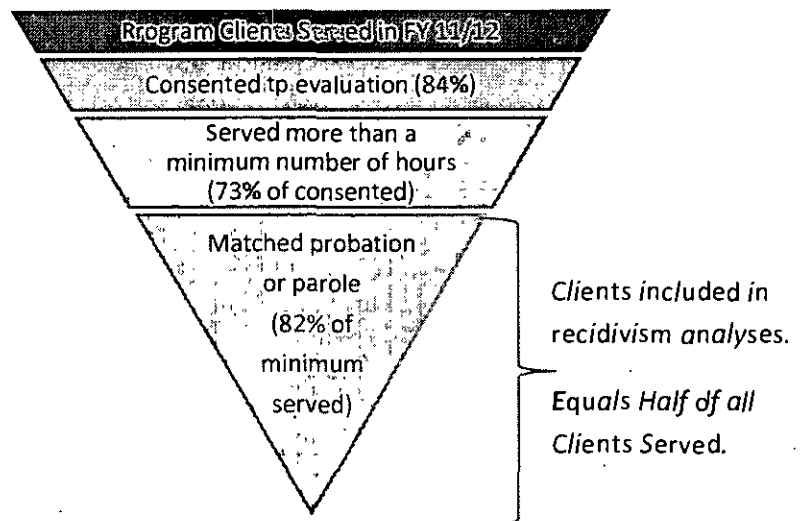 Program Clients Served in FY 11/12
Consented tp evaluation (84%)
Served more than a
minimum number of hours
(73% of consented)
Matched probation
or parole
(82% of
minimum
served)
Clients included in
recidivism analyses.
Equals Half of all
Clients Served.